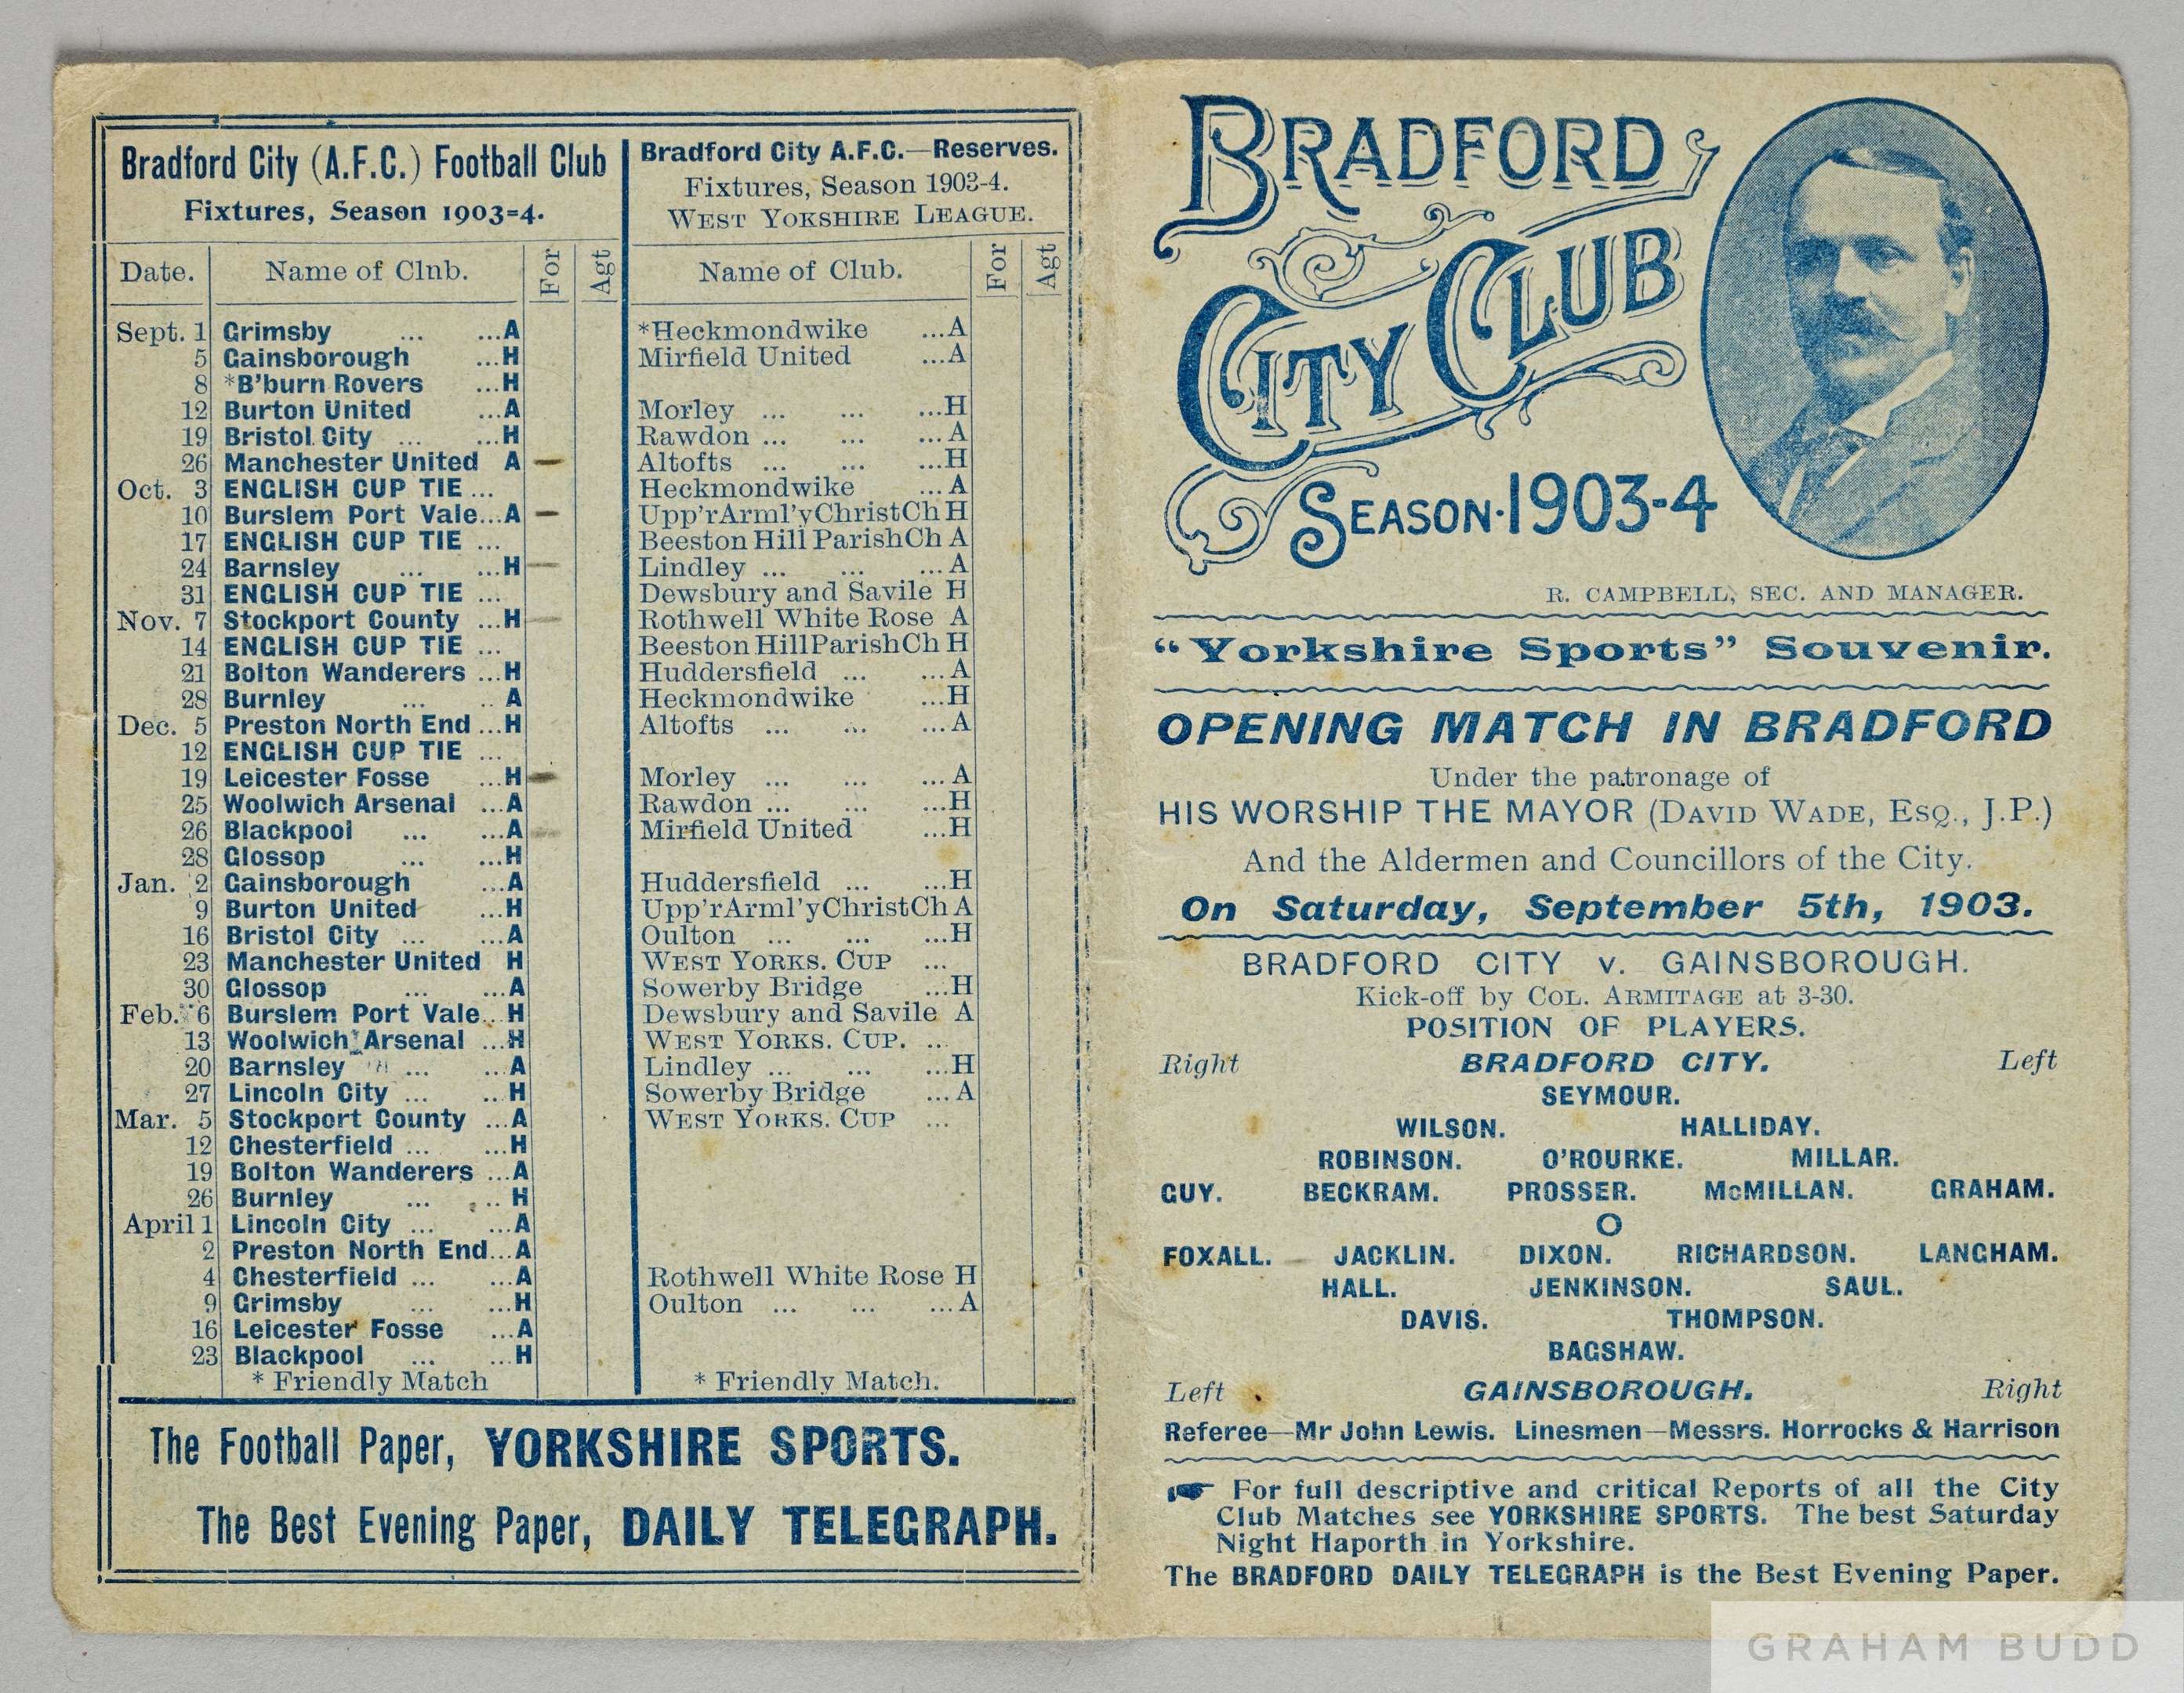 Bradford City (A.F.C.) Football Club
Fixtures, Season 1903=4.
Date. Name of Clnb. For Agt
Sept. 1 Grimsby ... ...A
5 Gainsborough ...H
8 *B'burn Rovers ...H
12 Burton United ...A
19 Bristol City ... ...H
26 Manchester United A
Oct. 3 ENGLISH CUP TIE ...
10 Burslem Port Vale...A
17 ENGLISH CUP TIE ...
24 Barnsley ... ...H
31 ENGLISH CUP TIE ...
Nov. 7 Stockport County ...H
14 ENGLISH CUP TIE ...
21 Bolton Wanderers ...H
28 Burnley ... .. A
Dec. 5 Preston North End ...H
12 ENGLISH CUP TIE ...
19 Leicester Fosse ...H
25 Woolwich Arsenal ...A
26 Blackpool ... ...A
28 Glossop ... ...H
Jan. 2 Gainsborough ...A
9 Burton United ...H
16 Bristol City ... ...A
23 Manchester United H
30 Glossop ... ...A
Feb. 6 Burslem Port Vale...H
13 Woolwich Arsenal ...H
20 Barnsley ... ...A
27 Lincoln City ... ...H
Mar. 5 Stockport County ...A
12 Chesterfield ... ...H
19 Bolton Wanderers ...A
26 Burnley ... .. H
April 1 Lincoln City ... ...A
2 Preston North End...A
4 Chesterfield ... ...A
9 Grimsby ... ...H
16 Leicester Fosse ...A
23 Blackpool ... ...H
* Friendly Match
Bradford City A.F.C.—Reserves.
Fixtures, Season 1903-4.
WEST YOKSHIRE LEAGUE.
Name of Club. For Agt
*Heckmondwike ...A
Mirfield United ...A
Morley ... ... ...H
Rawdon ... ... ...A
Altofts ... ... ...H
Heckmondwike ...A
Upp'rArml'yChristCh H
Beeston Hill ParishCh A
Lindley ... ... ...A
Dewsbury and Savile H
Rothwell White Rose A
Beeston HillParishCh H
Huddersfield ... ...A
Heckmondwike ...H
Altofts ... ... ...A
Morley ... ... ...A
Rawdon ... ... ...H
Mirfield United ...H
Huddersfield ... ...H
Upp'rArml'yChristCh A
Oulton ... ... ...H
WEST YORKS. CUP ...
Sowerby Bridge ...H
Dewsbury and Savile A
WEST YORKS. CUP. ...
Lindley ... ... ...H
Sowerby Bridge ...A
WEST YORKS. CUP ...
Rothwell White Rose H
Oulton ... ... ...A
* Friendly Match.
The Football Paper, YORKSHIRE SPORTS.
The Best Evening Paper, DAILY TELEGRAPH.
BRADFORD
CITY CLUB
SEASON·1903-4
R. CAMPBELL, SEC. AND MANAGER.
"Yorkshire Sports" Souvenir.
OPENING MATCH IN BRADFORD
Under the patronage of
HIS WORSHIP THE MAYOR (DAVID WADE, ESQ., J.P.)
And the Aldermen and Councillors of the City.
On Saturday, September 5th, 1903.
BRADFORD CITY v. GAINSBOROUGH.
Kick-off by COL. ARMITAGE at 3-30.
POSITION OF PLAYERS.
Right BRADFORD CITY. Left
SEYMOUR.
WILSON. HALLIDAY.
ROBINSON. O'ROURKE. MILLAR.
GUY. BECKRAM. PROSSER. McMILLAN. GRAHAM.
O
FOXALL. JACKLIN. DIXON. RICHARDSON. LANGHAM.
HALL. JENKINSON. SAUL.
DAVIS. THOMPSON.
BAGSHAW.
Left GAINSBOROUGH. Right
Referee—Mr John Lewis. Linesmen—Messrs. Horrocks & Harrison
For full descriptive and critical Reports of all the City
Club Matches see YORKSHIRE SPORTS. The best Saturday
Night Haporth in Yorkshire.
The BRADFORD DAILY TELEGRAPH is the Best Evening Paper.
GRAHAM BUDD